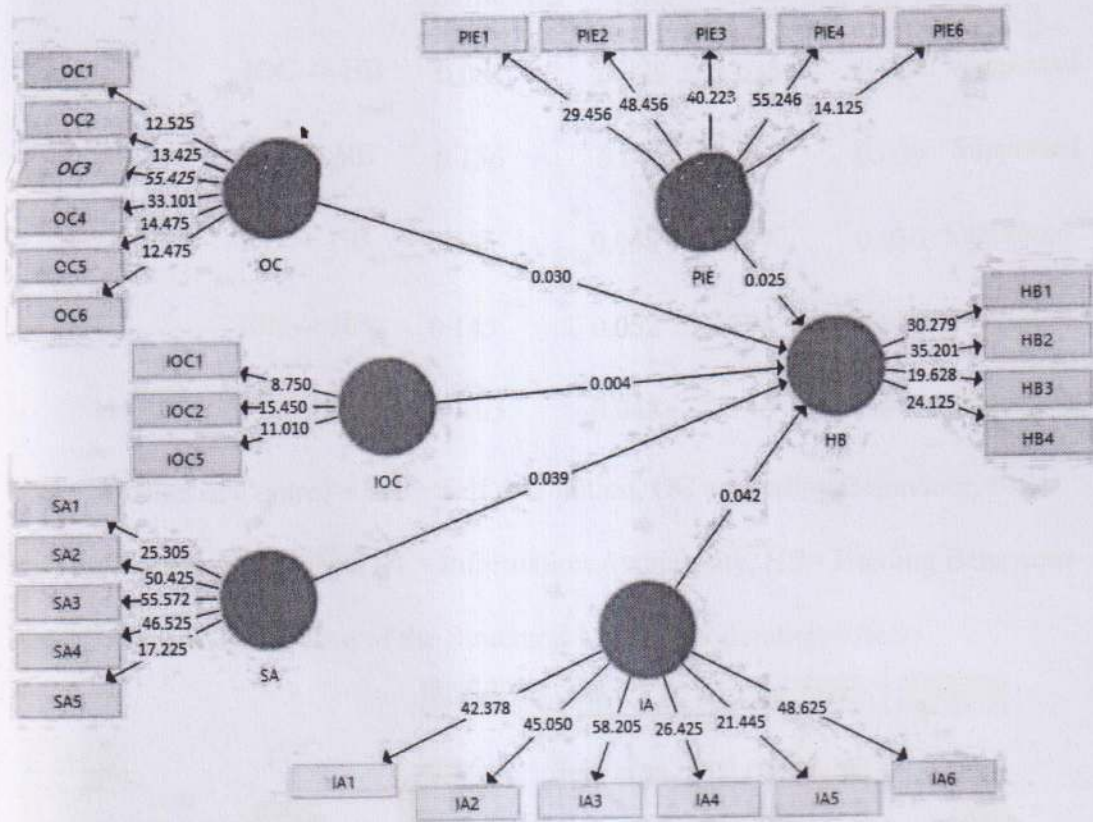 PIE1 PIE2 PIE3 PIE4 PIE6
29.456 48.456 40.223 55.246 14.125
PIE
0.025
OC1
OC2
OC3
OC4
OC5
OC6
12.525
13.425
55.425
33.101
14.475
12.475
OC
0.030
IOC1
IOC2
IOC5
8.750
15.450
11.010
IOC
0.004
HB
30.279
35.201
19.628
24.125
HB1
HB2
HB3
HB4
SA1
SA2
SA3
SA4
SA5
25.305
50.425
55.572
46.525
17.225
SA
0.039
0.042
IA
42.378 45.050 58.205 26.425 21.445 48.625
IA1 IA2 IA3 IA4 IA5 IA6